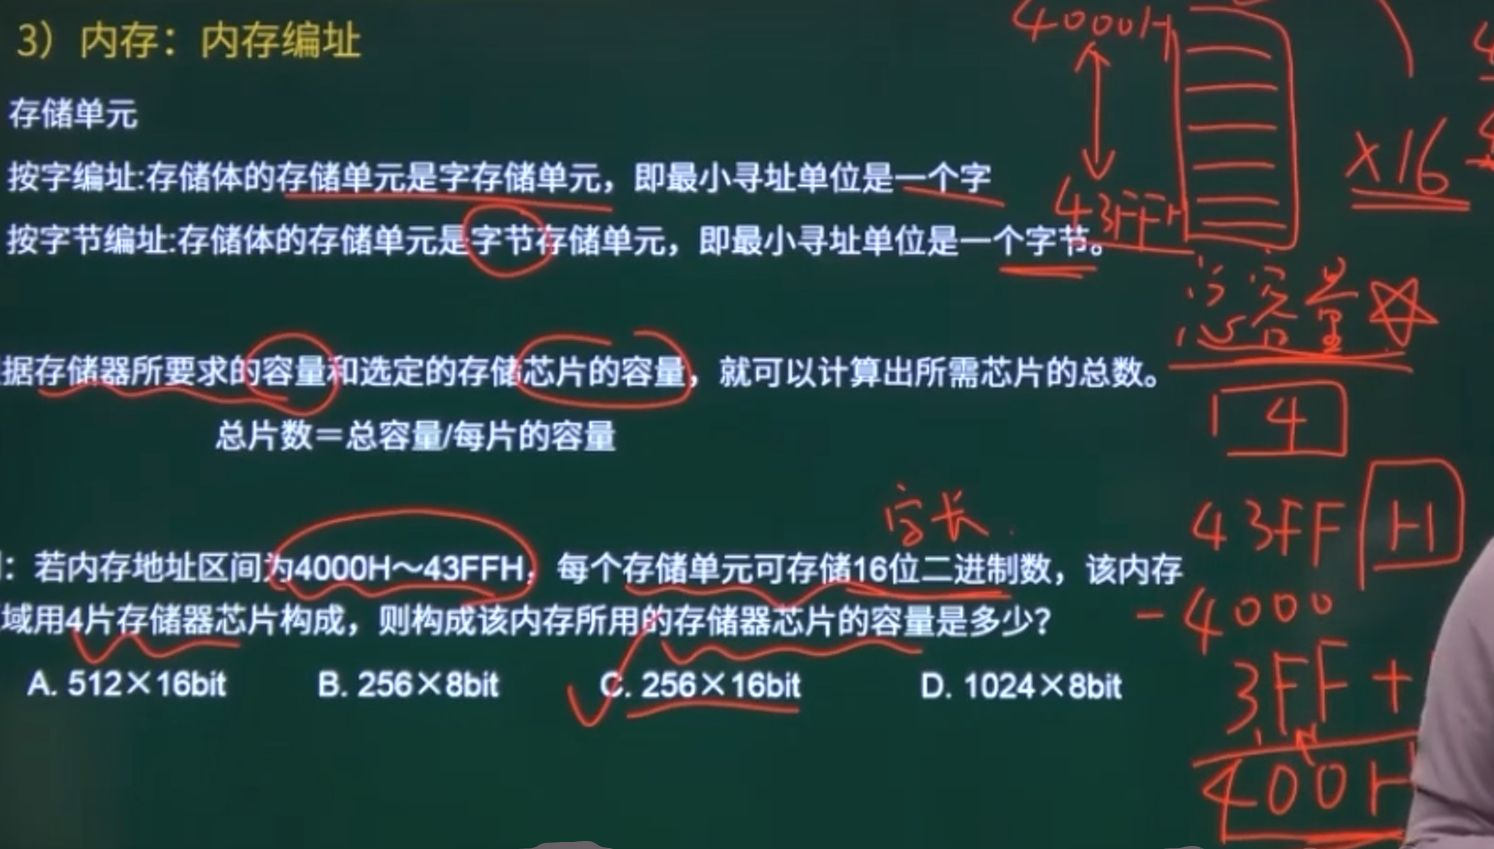 3）内存：内存编址
存储单元
按字编址:存储体的存储单元是字存储单元，即最小寻址单位是一个字
按字节编址:存储体的存储单元是字节存储单元，即最小寻址单位是一个字节。
据存储器所要求的容量和选定的存储芯片的容量，就可以计算出所需芯片的总数。
总片数＝总容量/每片的容量
：若内存地址区间为4000H～43FFH，每个存储单元可存储16位二进制数，该内存
域用4片存储器芯片构成，则构成该内存所用的存储器芯片的容量是多少？
A. 512×16bit
B. 256×8bit
C. 256×16bit
D. 1024×8bit
字长
4000H
43FFH
×16
总容量
4
43FFH
-4000
3FF+
400H